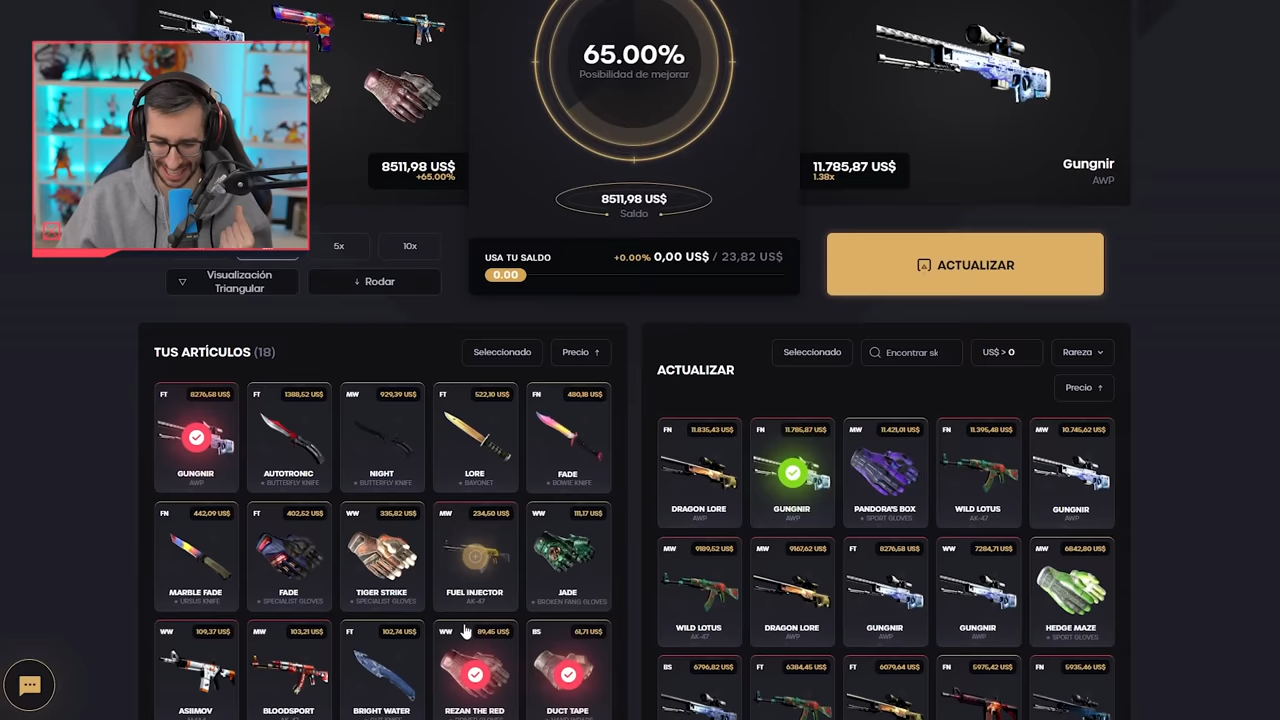 65.00%
Posibilidad de mejorar
8511,98 US$
+65.00%
8511,98 US$
Saldo
11.785,87 US$
1.38x
Gungnir
AWP
5x
10x
Visualización
Triangular
Rodar
USA TU SALDO
+0.00% 0,00 US$ / 23,82 US$
0.00
ACTUALIZAR
TUS ARTÍCULOS (18)
Seleccionado
Precio ↑
FT 8276,58 US$
GUNGNIR
AWP
FT 1388,52 US$
AUTOTRONIC
★ BUTTERFLY KNIFE
MW 929,39 US$
NIGHT
★ BUTTERFLY KNIFE
FT 522,10 US$
LORE
★ BAYONET
FN 480,18 US$
FADE
★ BOWIE KNIFE
FN 442,09 US$
MARBLE FADE
★ URSUS KNIFE
FT 402,52 US$
FADE
★ SPECIALIST GLOVES
WW 335,82 US$
TIGER STRIKE
★ SPECIALIST GLOVES
MW 234,50 US$
FUEL INJECTOR
AK-47
WW 111,17 US$
JADE
★ BROKEN FANG GLOVES
WW 109,37 US$
ASIIMOV
MW 103,21 US$
BLOODSPORT
FT 102,74 US$
BRIGHT WATER
WW 89,45 US$
REZAN THE RED
BS 61,71 US$
DUCT TAPE
ACTUALIZAR
Seleccionado
Encontrar sk
US$ > 0
Rareza
Precio ↑
FN 11.835,43 US$
DRAGON LORE
AWP
FN 11.785,87 US$
GUNGNIR
AWP
MW 11.421,01 US$
PANDORA'S BOX
★ SPORT GLOVES
FN 11.395,48 US$
WILD LOTUS
AK-47
MW 10.745,62 US$
GUNGNIR
AWP
MW 9189,52 US$
WILD LOTUS
AK-47
MW 9167,62 US$
DRAGON LORE
AWP
FT 8276,58 US$
GUNGNIR
AWP
WW 7284,71 US$
GUNGNIR
AWP
MW 6842,80 US$
HEDGE MAZE
★ SPORT GLOVES
BS 6796,82 US$
FT 6384,45 US$
FT 6079,64 US$
FN 5975,42 US$
FN 5935,46 US$